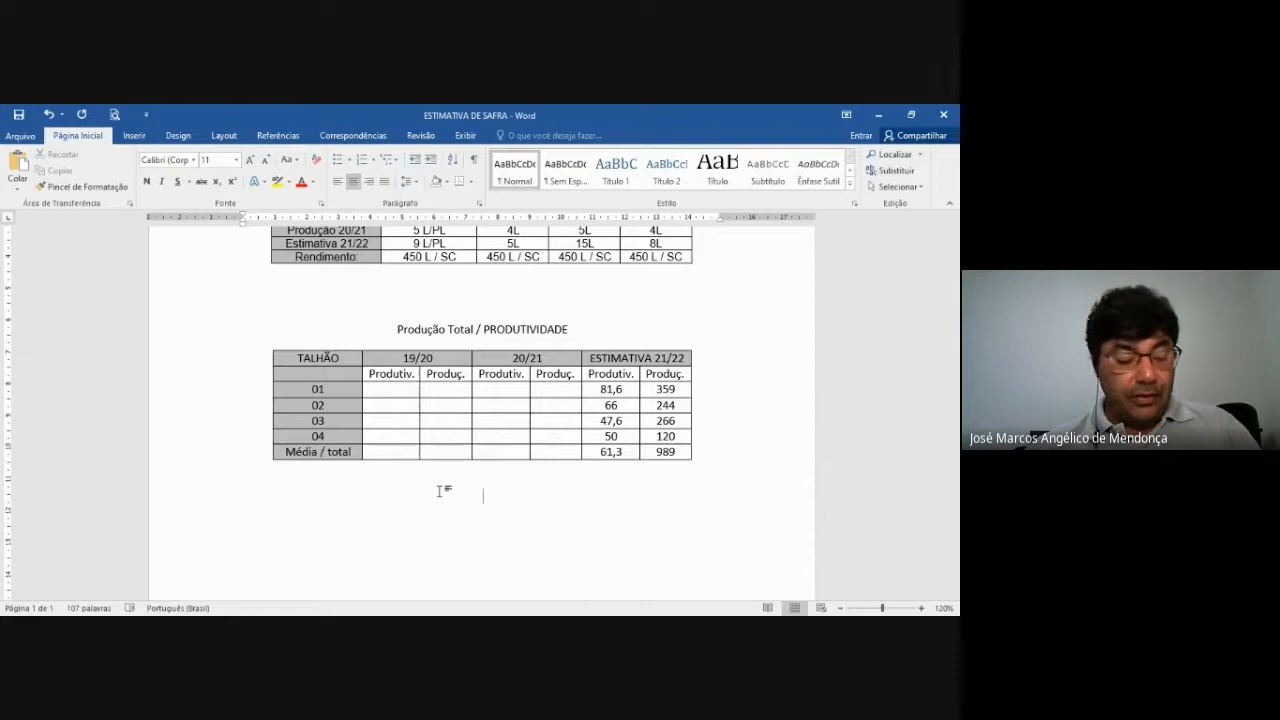 ESTIMATIVA DE SAFRA - Word
Arquivo Página Inicial Inserir Design Layout Referências Correspondências Revisão Exibir O que você deseja fazer... Entrar Compartilhar
Colar
Recortar
Copiar
Pincel de Formatação
Área de Transferência
Calibri (Corp 11
Aa
N I S abc x₂ x²
Fonte
Parágrafo
AaBbCcDc AaBbCcDc AaBbC AaBbCc AaB AaBbCcD AaBbCcDc
¶ Normal ¶ Sem Esp... Título 1 Título 2 Título Subtítulo Ênfase Sutil
Estilo
Localizar
Substituir
Selecionar
Edição
Produção 20/21 5 L/PL 4L 5L 4L
Estimativa 21/22 9 L/PL 5L 15L 8L
Rendimento: 450 L / SC 450 L / SC 450 L / SC 450 L / SC
Produção Total / PRODUTIVIDADE
TALHÃO 19/20 20/21 ESTIMATIVA 21/22
Produtiv. Produç. Produtiv. Produç. Produtiv. Produç.
01 81,6 359
02 66 244
03 47,6 266
04 50 120
Média / total 61,3 989
José Marcos Angélico de Mendonça
Página 1 de 1 107 palavras Português (Brasil) 120%